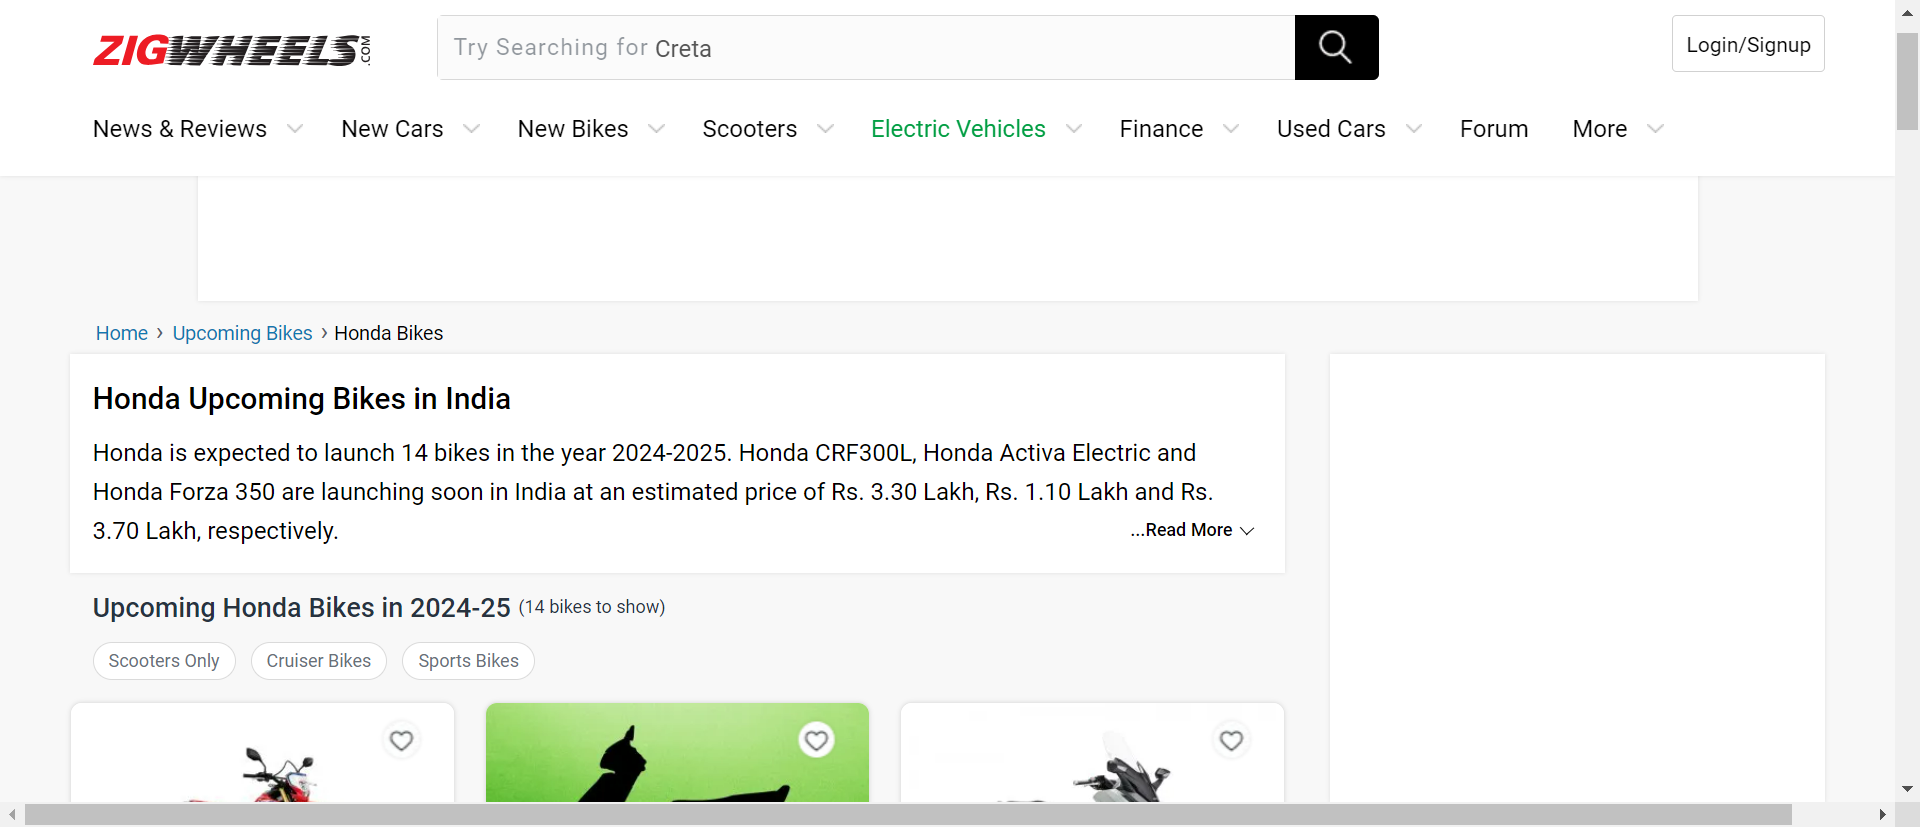 ZIGWHEELS.COM
Try Searching for Creta
Login/Signup
News & Reviews New Cars New Bikes Scooters Electric Vehicles Finance Used Cars Forum More
Home › Upcoming Bikes › Honda Bikes
Honda Upcoming Bikes in India
Honda is expected to launch 14 bikes in the year 2024-2025. Honda CRF300L, Honda Activa Electric and
Honda Forza 350 are launching soon in India at an estimated price of Rs. 3.30 Lakh, Rs. 1.10 Lakh and Rs.
3.70 Lakh, respectively. ...Read More
Upcoming Honda Bikes in 2024-25 (14 bikes to show)
Scooters Only Cruiser Bikes Sports Bikes